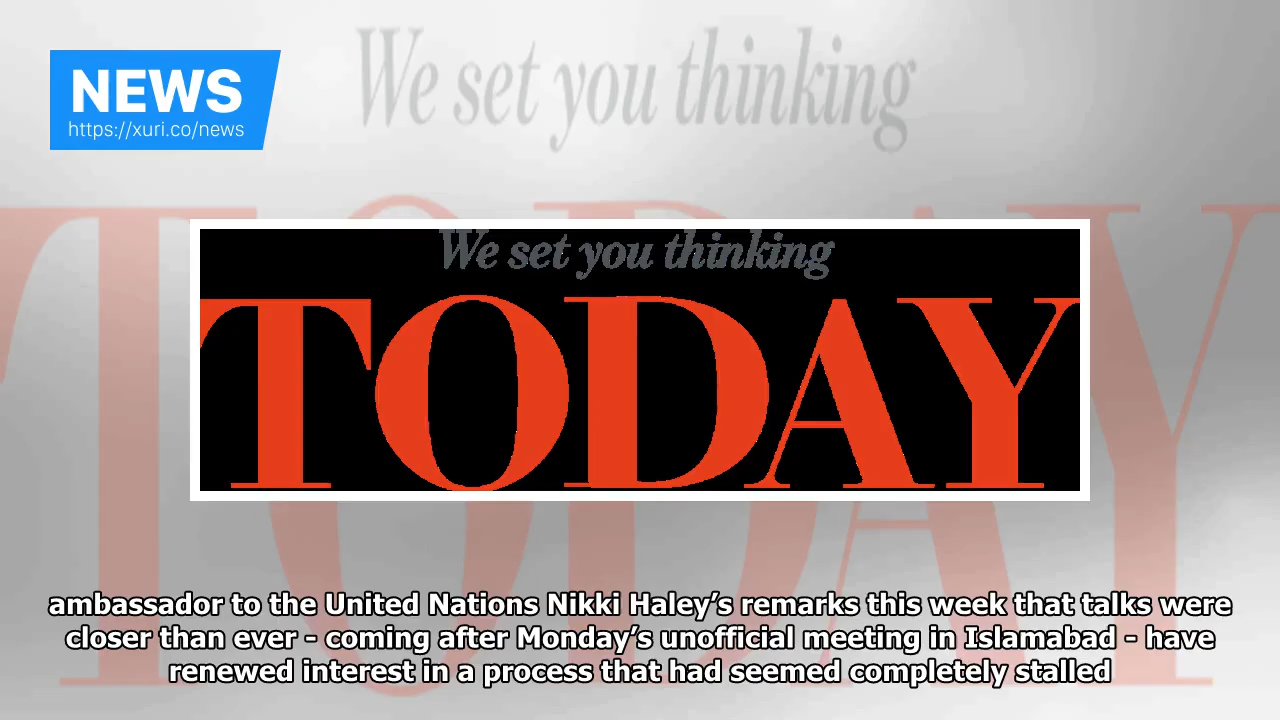 We set you thinking
NEWS
https://xuri.co/news
TODAY
We set you thinking
TODAY
ambassador to the United Nations Nikki Haley’s remarks this week that talks were
closer than ever - coming after Monday’s unofficial meeting in Islamabad - have
renewed interest in a process that had seemed completely stalled